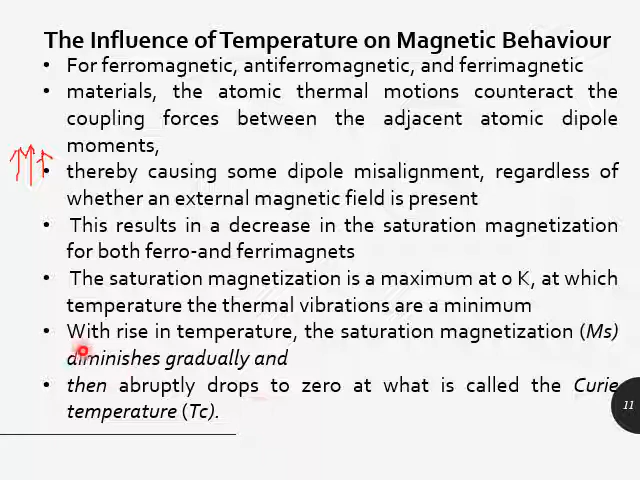 The Influence of Temperature on Magnetic Behaviour
• For ferromagnetic, antiferromagnetic, and ferrimagnetic
• materials, the atomic thermal motions counteract the
coupling forces between the adjacent atomic dipole
moments,
• thereby causing some dipole misalignment, regardless of
whether an external magnetic field is present
• This results in a decrease in the saturation magnetization
for both ferro-and ferrimagnets
• The saturation magnetization is a maximum at 0 K, at which
temperature the thermal vibrations are a minimum
• With rise in temperature, the saturation magnetization (Ms)
diminishes gradually and
• then abruptly drops to zero at what is called the Curie
temperature (Tc).
11